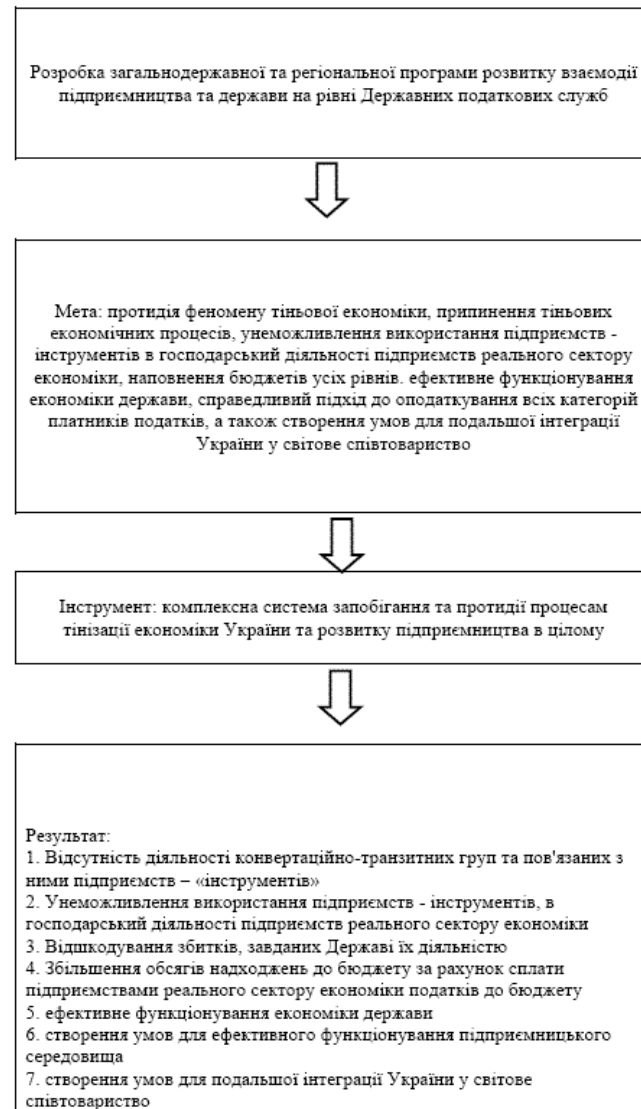 Розробка загальнодержавної та регіональної програми розвитку взаємодії
підприємництва та держави на рівні Державних податкових служб
Мета: протидія феномену тіньової економіки, припинення тіньових
економічних процесів, унеможливлення використання підприємств -
інструментів в господарський діяльності підприємств реального сектору
економіки, наповнення бюджетів усіх рівнів. ефективне функціонування
економіки держави, справедливий підхід до оподаткування всіх категорій
платників податків, а також створення умов для подальшої інтеграції
України у світове співтовариство
Інструмент: комплексна система запобігання та протидії процесам
тінізації економіки України та розвитку підприємництва в цілому
Результат:
1. Відсутність діяльності конвертаційно-транзитних груп та пов'язаних з
ними підприємств – «інструментів»
2. Унеможливлення використання підприємств - інструментів, в
господарський діяльності підприємств реального сектору економіки
3. Відшкодування збитків, завданих Державі їх діяльністю
4. Збільшення обсягів надходжень до бюджету за рахунок сплати
підприємствами реального сектору економіки податків до бюджету
5. ефективне функціонування економіки держави
6. створення умов для ефективного функціонування підприємницького
середовища
7. створення умов для подальшої інтеграції України у світове
співтовариство